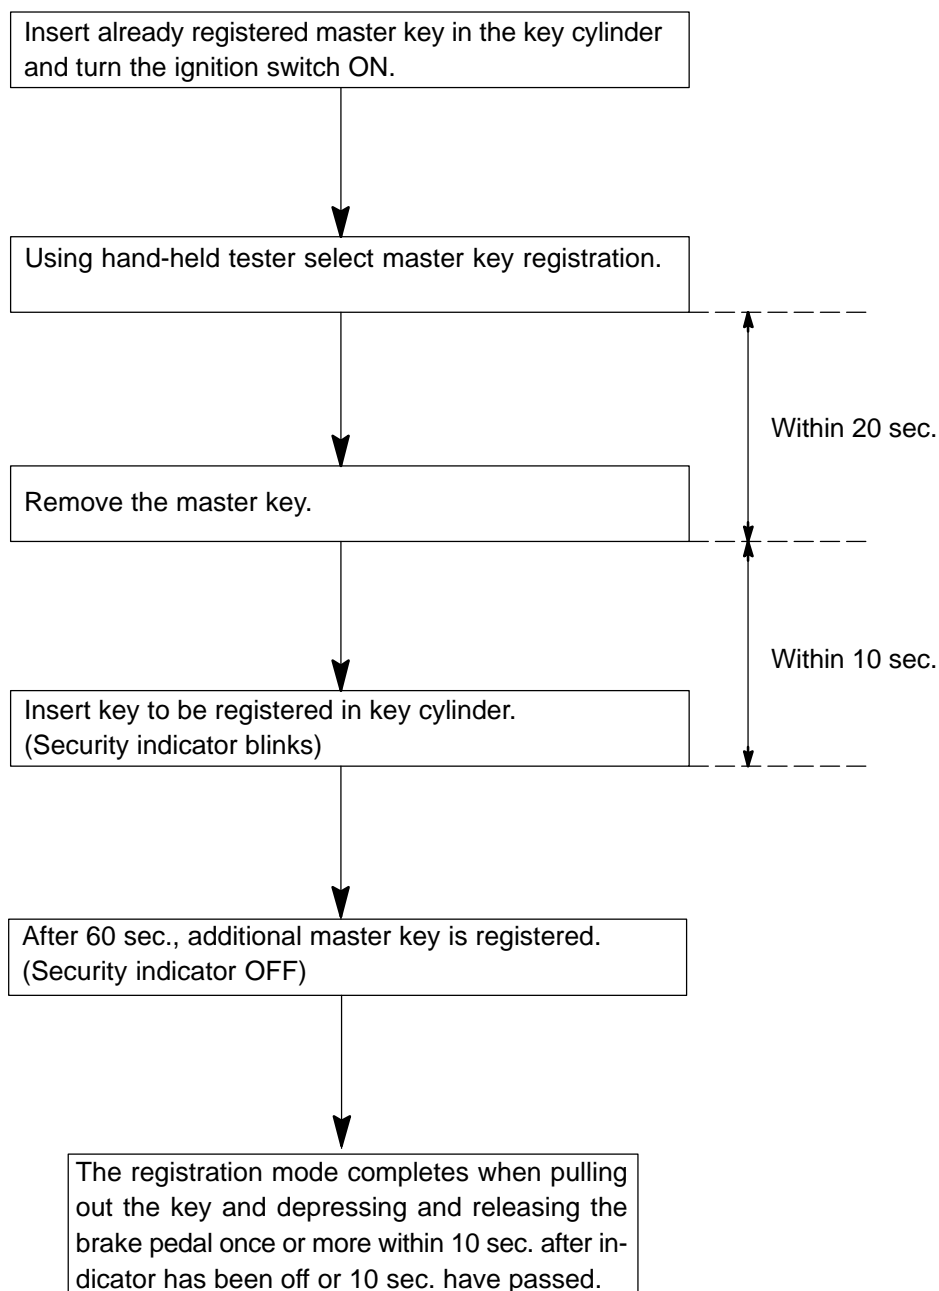 Insert already registered master key in the key cylinder
and turn the ignition switch ON.
Using hand-held tester select master key registration.
Within 20 sec.
Remove the master key.
Within 10 sec.
Insert key to be registered in key cylinder.
(Security indicator blinks)
After 60 sec., additional master key is registered.
(Security indicator OFF)
The registration mode completes when pulling
out the key and depressing and releasing the
brake pedal once or more within 10 sec. after in-
dicator has been off or 10 sec. have passed.